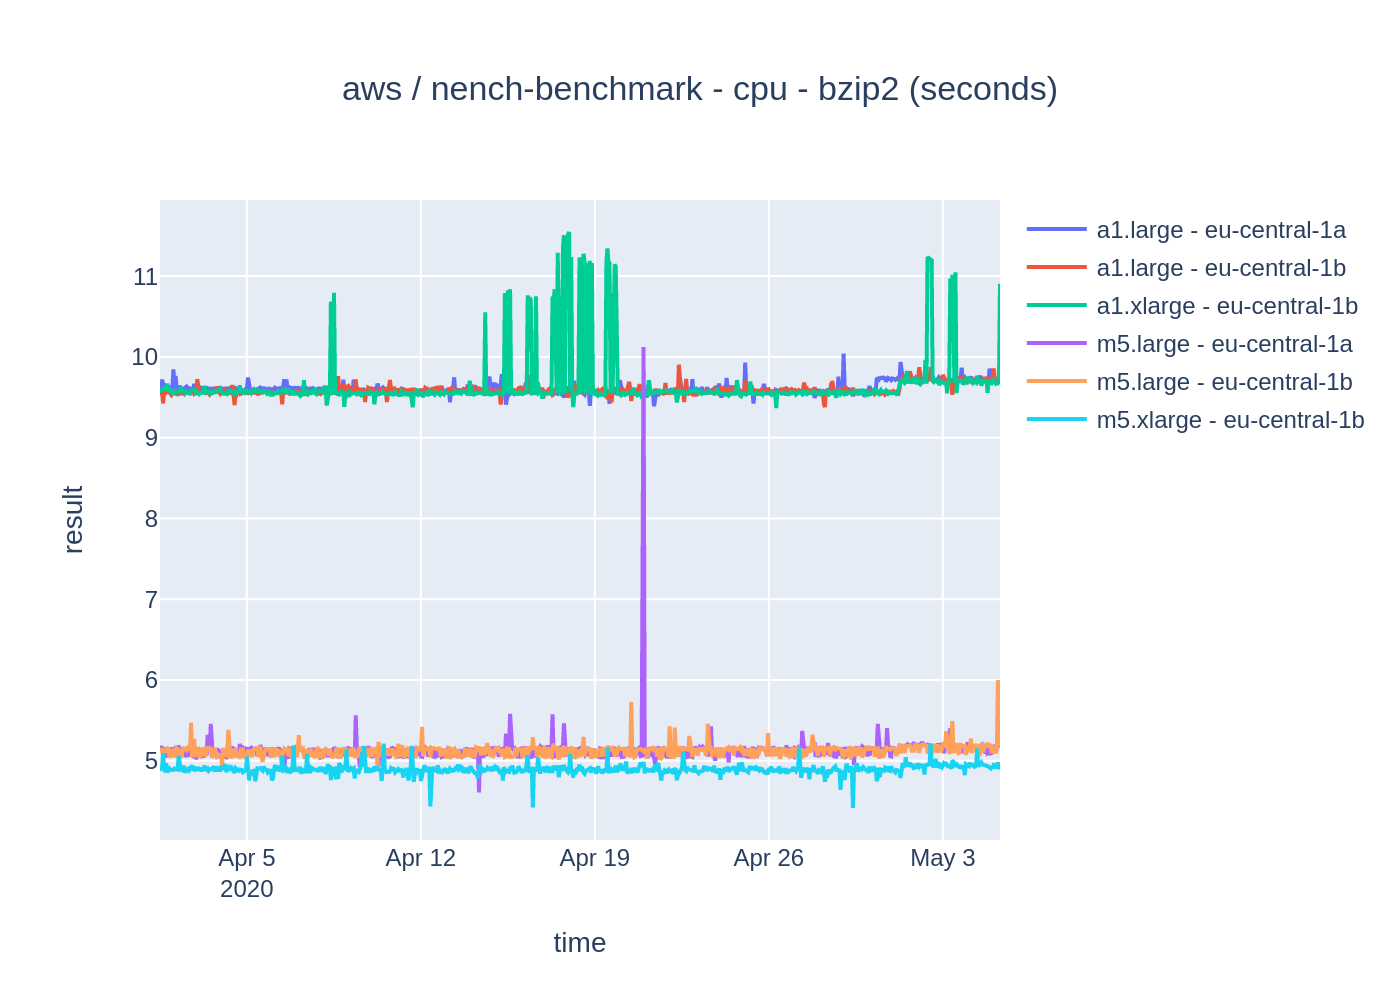 aws / nench-benchmark - cpu - bzip2 (seconds)
a1.large - eu-central-1a
a1.large - eu-central-1b
a1.xlarge - eu-central-1b
m5.large - eu-central-1a
m5.large - eu-central-1b
m5.xlarge - eu-central-1b
result
11
10
9
8
7
6
5
Apr 5
2020
Apr 12
Apr 19
Apr 26
May 3
time